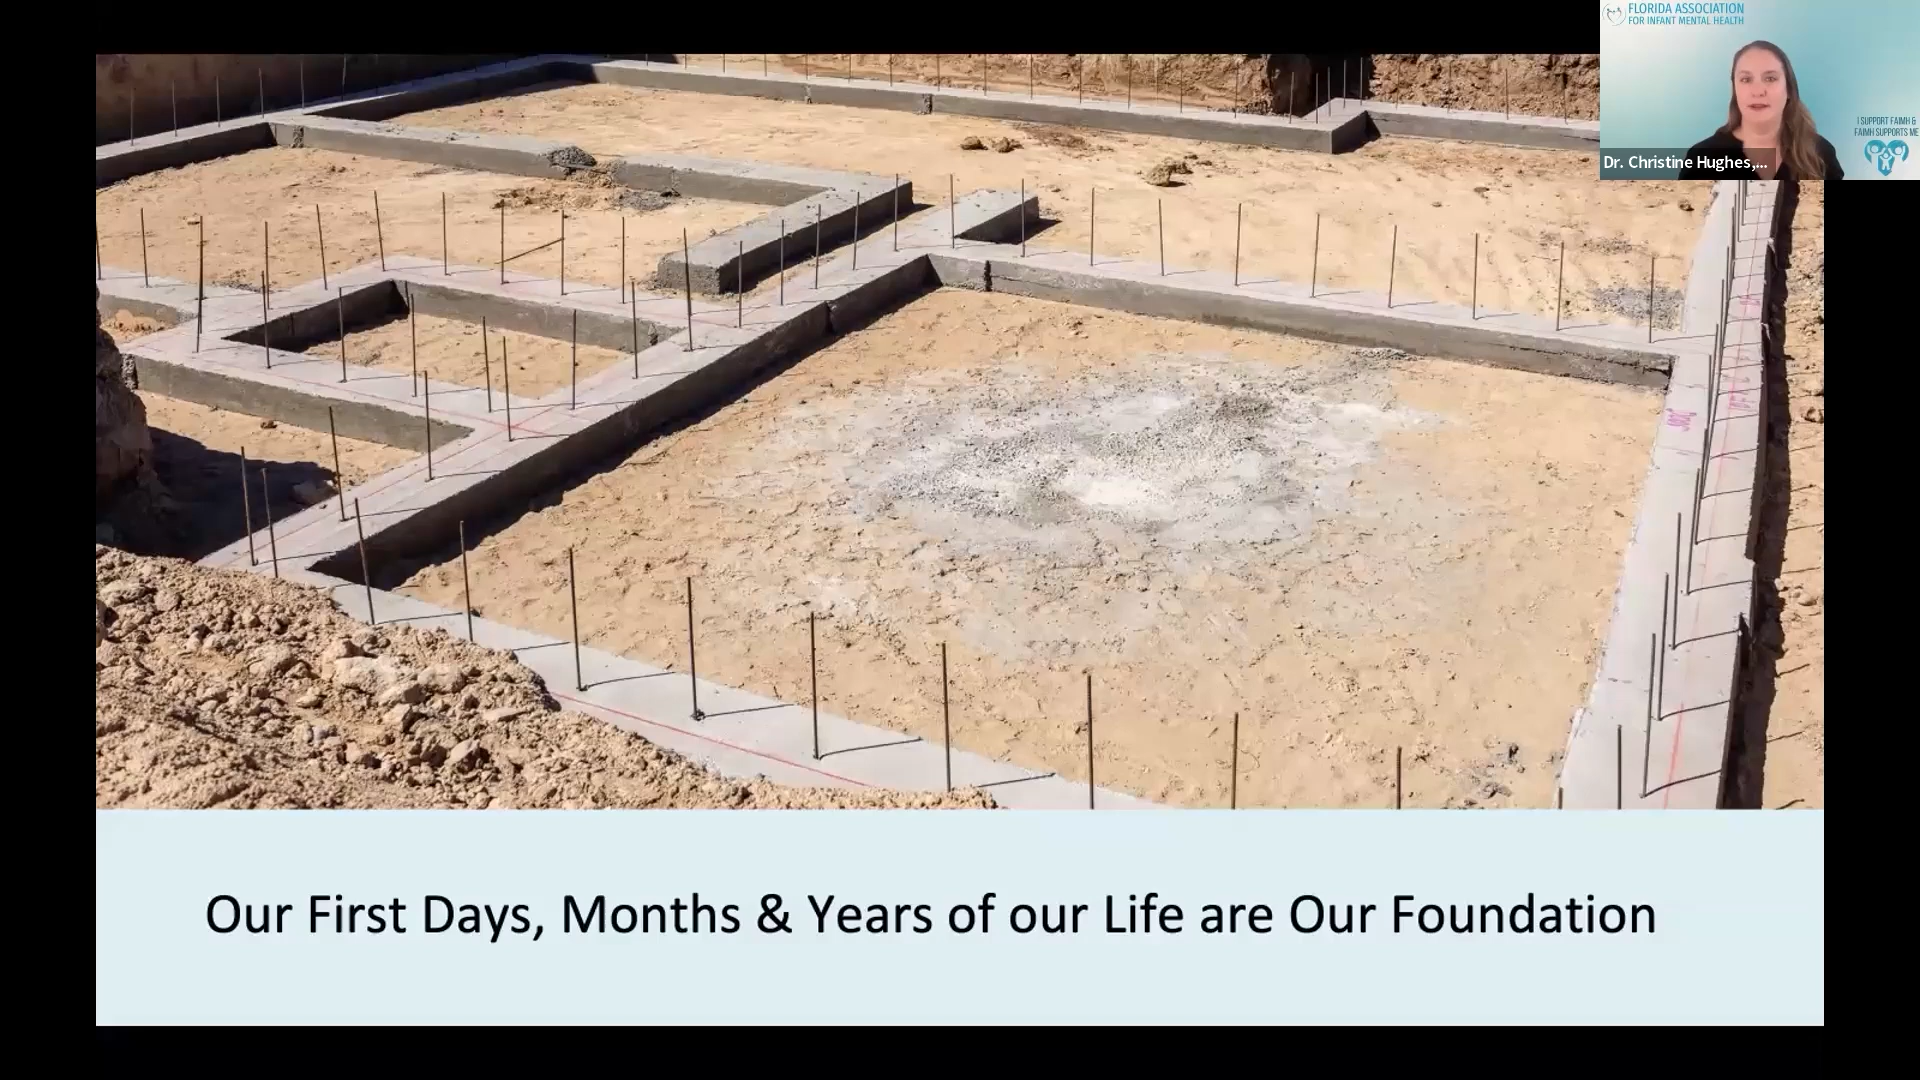 FLORIDA ASSOCIATION
FOR INFANT MENTAL HEALTH
I SUPPORT FAIMH &
FAIMH SUPPORTS ME
Dr. Christine Hughes,...
Our First Days, Months & Years of our Life are Our Foundation